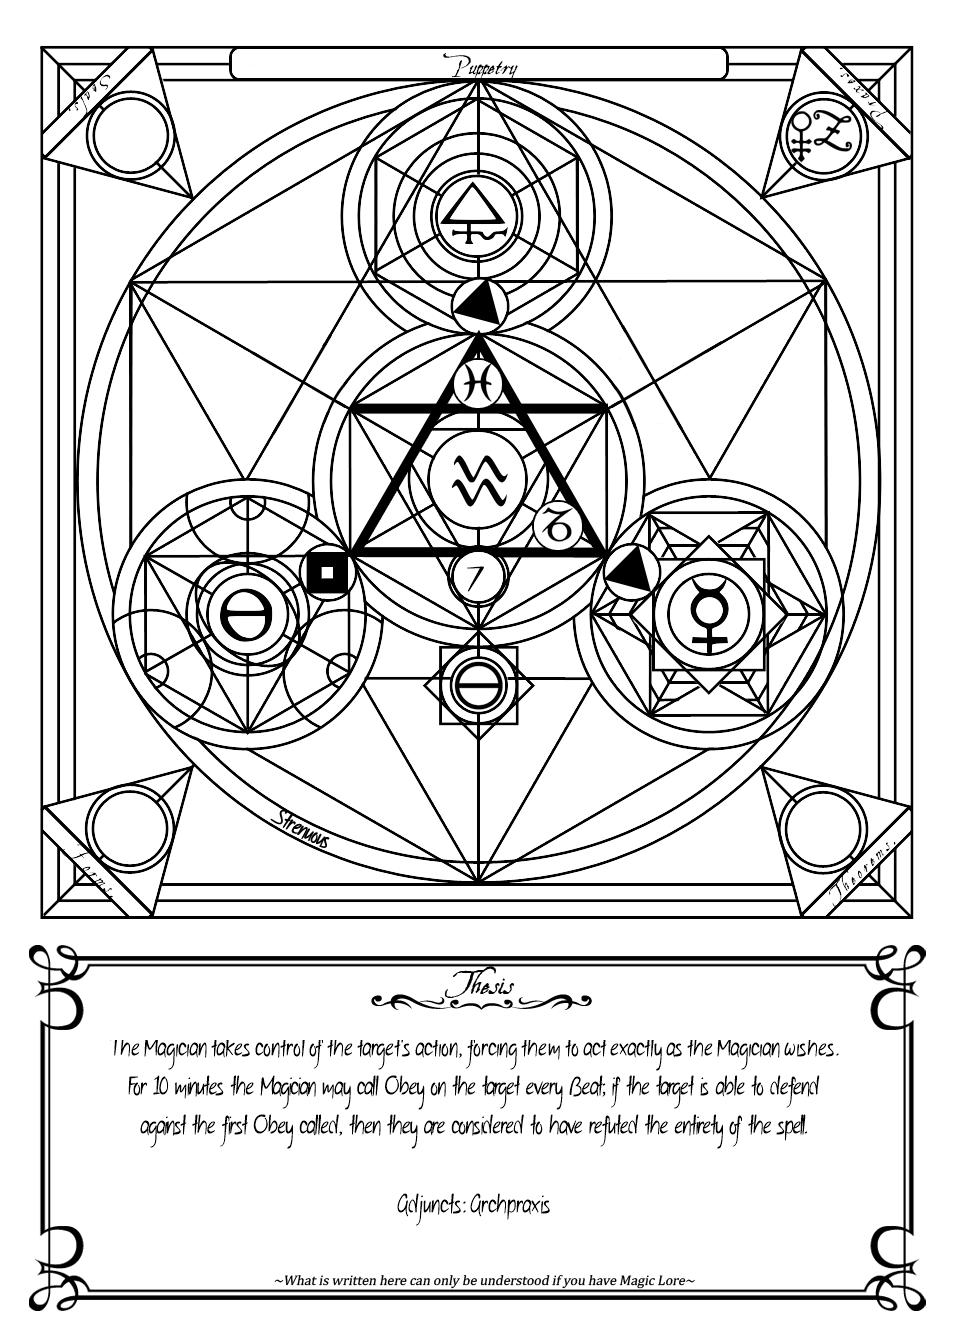 Puppetry
Seals
Praxes
7
Strenuous
Forms
Theorems
Thesis
The Magician takes control of the target's action, forcing them to act exactly as the Magician wishes.
For 10 minutes the Magician may call Obey on the target every Beat; if the target is able to defend
against the first Obey called, then they are considered to have refuted the entirety of the spell.
Adjuncts: Archpraxis
~What is written here can only be understood if you have Magic Lore~